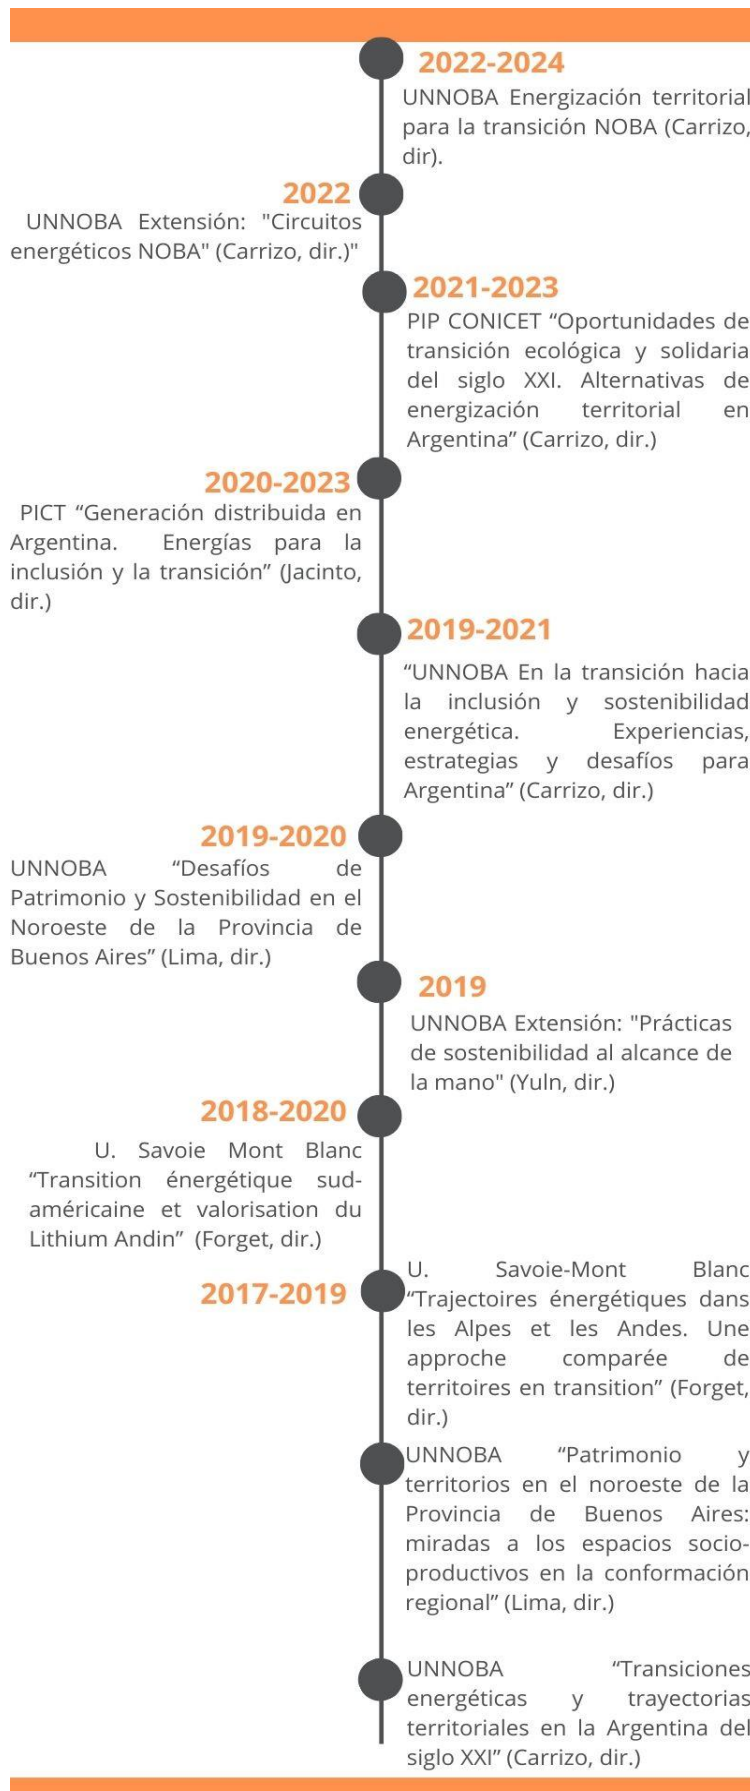 2022-2024
UNNOBA Energización territorial
para la transición NOBA (Carrizo,
dir).
2022
UNNOBA Extensión: "Circuitos
energéticos NOBA" (Carrizo, dir.)"
2021-2023
PIP CONICET “Oportunidades de
transición ecológica y solidaria
del siglo XXI. Alternativas de
energización territorial en
Argentina” (Carrizo, dir.)
2020-2023
PICT “Generación distribuida en
Argentina. Energías para la
inclusión y la transición” (Jacinto,
dir.)
2019-2021
“UNNOBA En la transición hacia
la inclusión y sostenibilidad
energética. Experiencias,
estrategias y desafíos para
Argentina” (Carrizo, dir.)
2019-2020
UNNOBA “Desafíos de
Patrimonio y Sostenibilidad en el
Noroeste de la Provincia de
Buenos Aires” (Lima, dir.)
2019
UNNOBA Extensión: "Prácticas
de sostenibilidad al alcance de
la mano" (Yuln, dir.)
2018-2020
U. Savoie Mont Blanc
“Transition énergétique sud-
américaine et valorisation du
Lithium Andin” (Forget, dir.)
2017-2019
U. Savoie-Mont Blanc
“Trajectoires énergétiques dans
les Alpes et les Andes. Une
approche comparée de
territoires en transition” (Forget,
dir.)
UNNOBA “Patrimonio y
territorios en el noroeste de la
Provincia de Buenos Aires:
miradas a los espacios socio-
productivos en la conformación
regional” (Lima, dir.)
UNNOBA “Transiciones
energéticas y trayectorias
territoriales en la Argentina del
siglo XXI” (Carrizo, dir.)